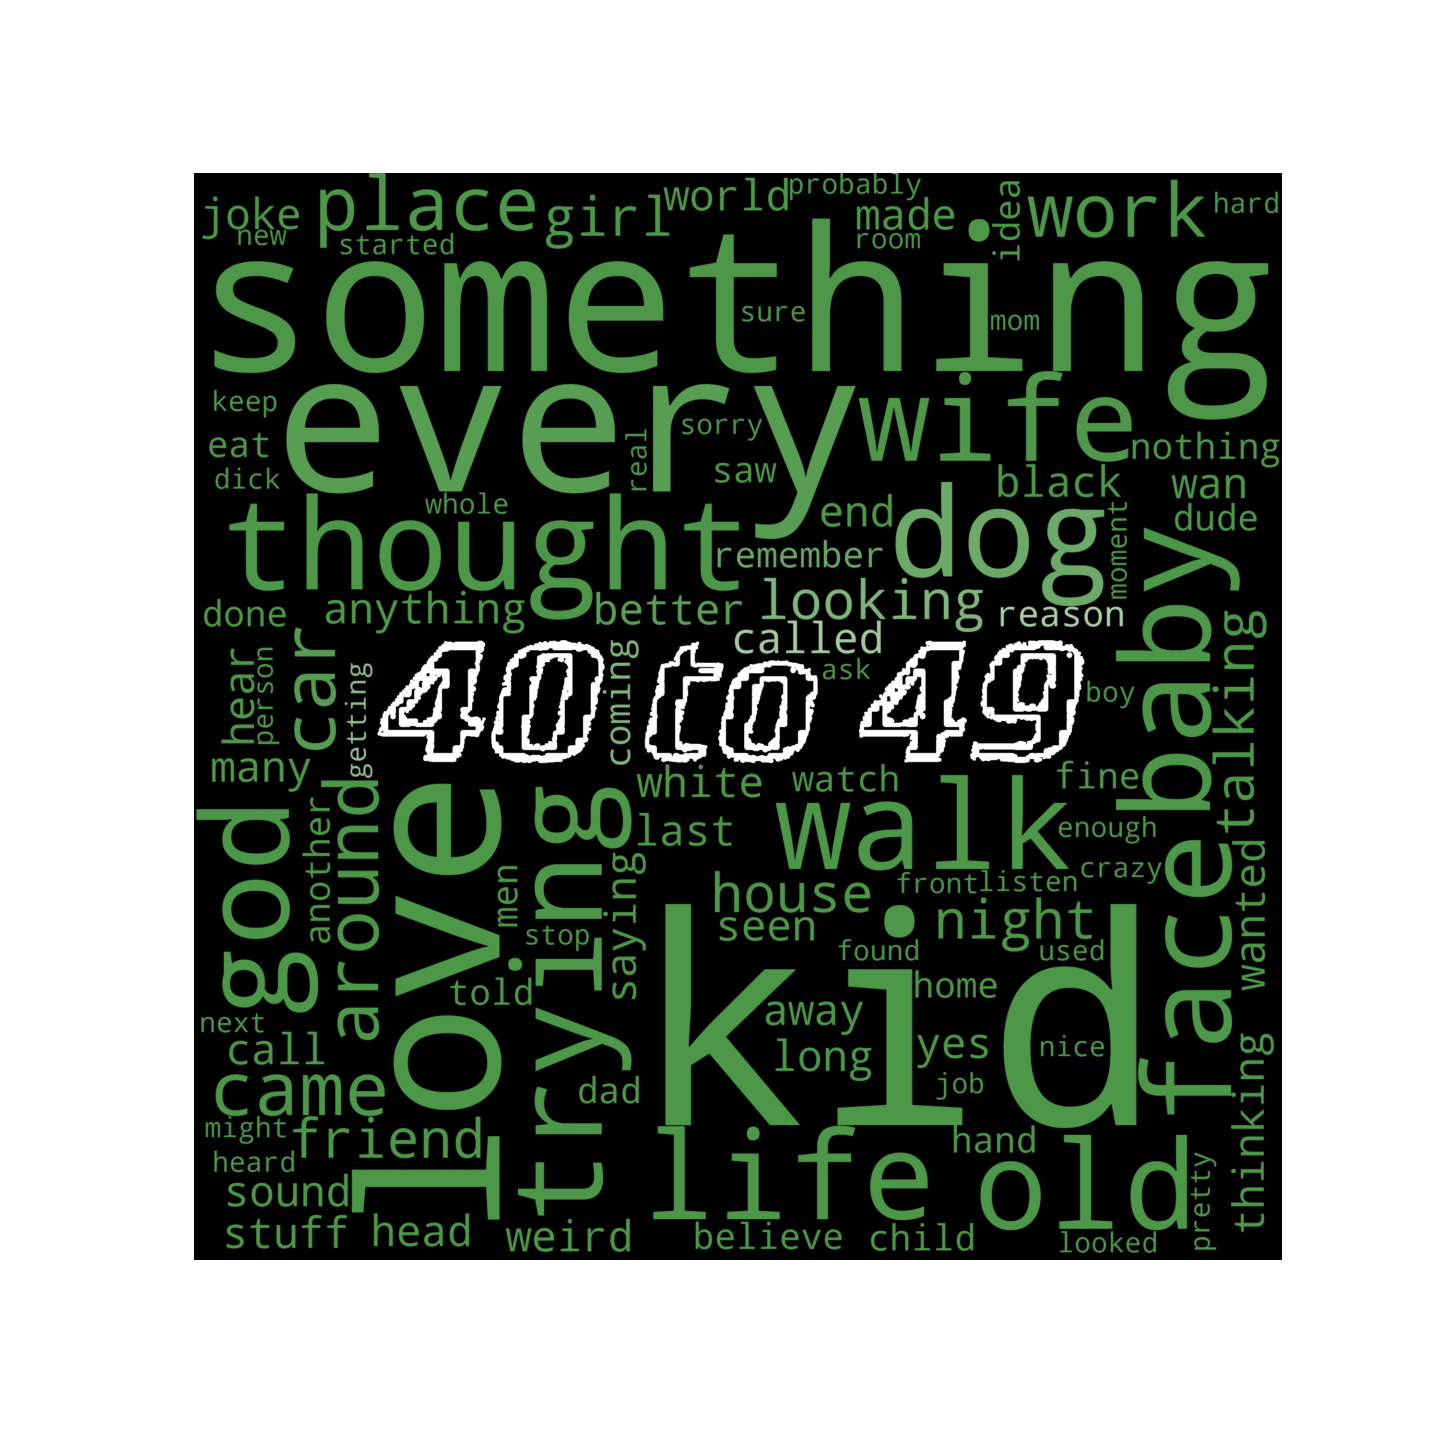 joke place girl world probably made idea work hard
new started room
something
sure mom
every wife
keep sorry nothing
eat real saw black wan
dick whole end dog dude
thought remember moment baby
done anything better looking reason
called
hear person car getting 40 to 49 coming ask boy talking
many white watch fine
god another around love trying last walk enough face
men saying house front listen crazy wanted
stop seen night
kid found used
told home
next away
call long yes nice thinking
came dad job
might friend life hand old
heard pretty
sound
stuff head weird believe child looked